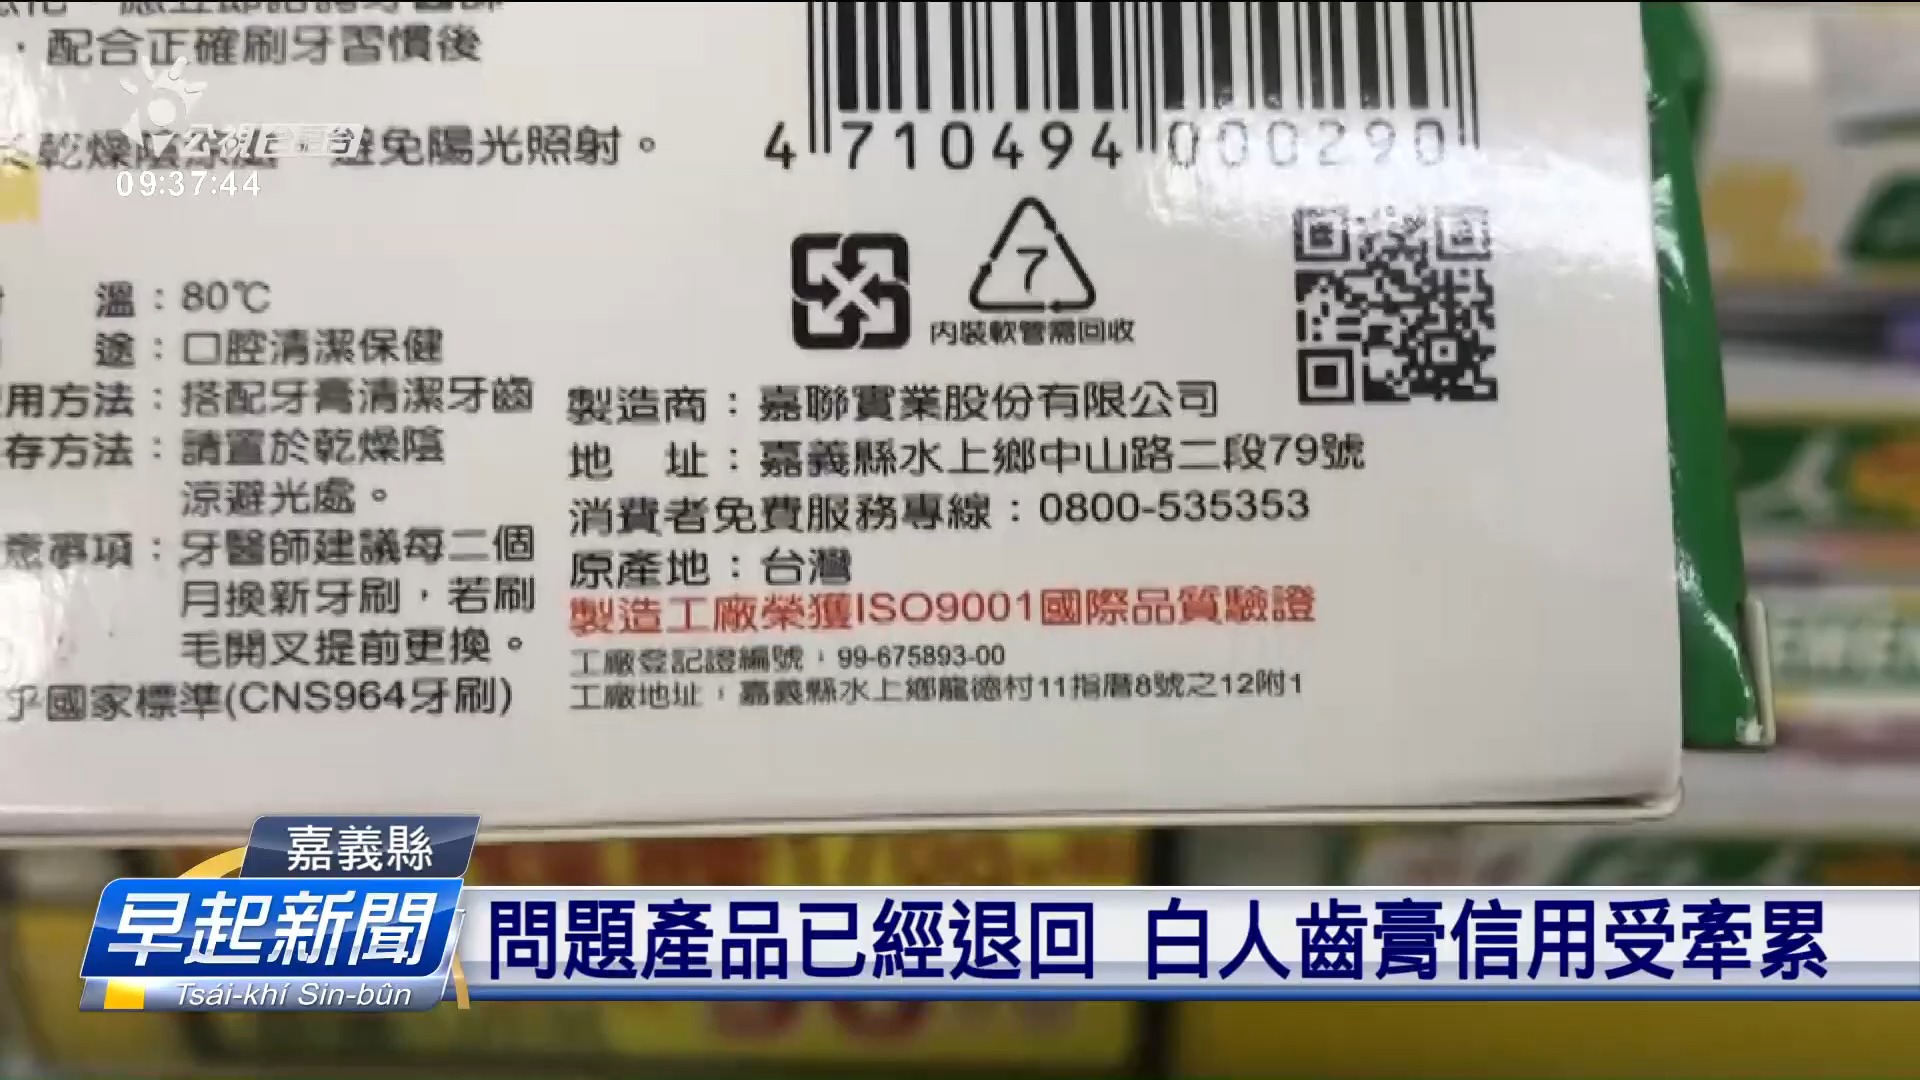 配合正確刷牙習慣後
乾燥陰涼處 避免陽光照射。
公視台語台
09:37:44
4 710494 000290
7
內裝軟管需回收
溫：80℃
途：口腔清潔保健
用方法：搭配牙膏清潔牙齒
存方法：請置於乾燥陰
涼避光處。
意事項：牙醫師建議每二個
月換新牙刷，若刷
毛開叉提前更換。
國家標準(CNS964牙刷)
製造商：嘉聯實業股份有限公司
地 址：嘉義縣水上鄉中山路二段79號
消費者免費服務專線：0800-535353
原產地：台灣
製造工廠榮獲ISO9001國際品質驗證
工廠登記證編號：99-675893-00
工廠地址：嘉義縣水上鄉龍德村11指厝8號之12附1
嘉義縣
早起新聞
Tsái-khí Sin-bûn
問題產品已經退回 白人齒膏信用受牽累